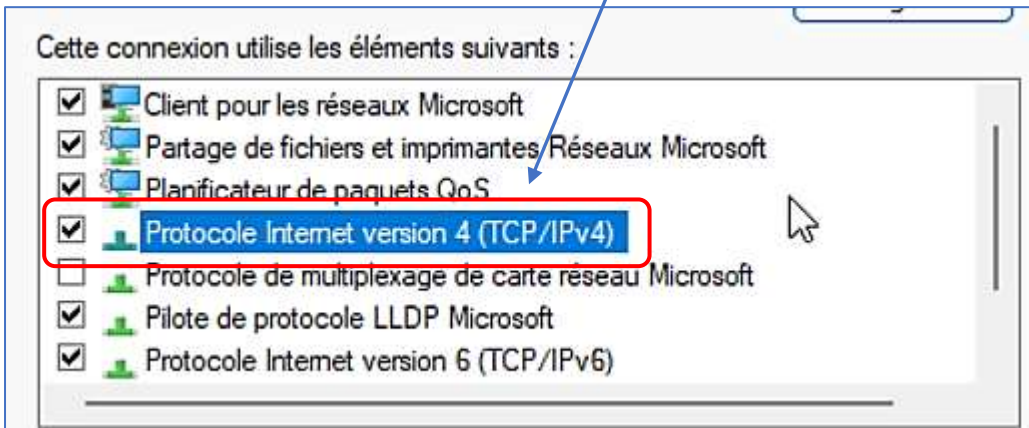 Cette connexion utilise les éléments suivants :
Client pour les réseaux Microsoft
Partage de fichiers et imprimantes Réseaux Microsoft
Planificateur de paquets QoS
Protocole Internet version 4 (TCP/IPv4)
Protocole de multiplexage de carte réseau Microsoft
Pilote de protocole LLDP Microsoft
Protocole Internet version 6 (TCP/IPv6)